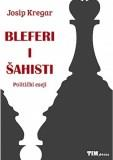 Josip Kregar
BLEFERI
I
ŠAHISTI
Politički eseji
TIM press